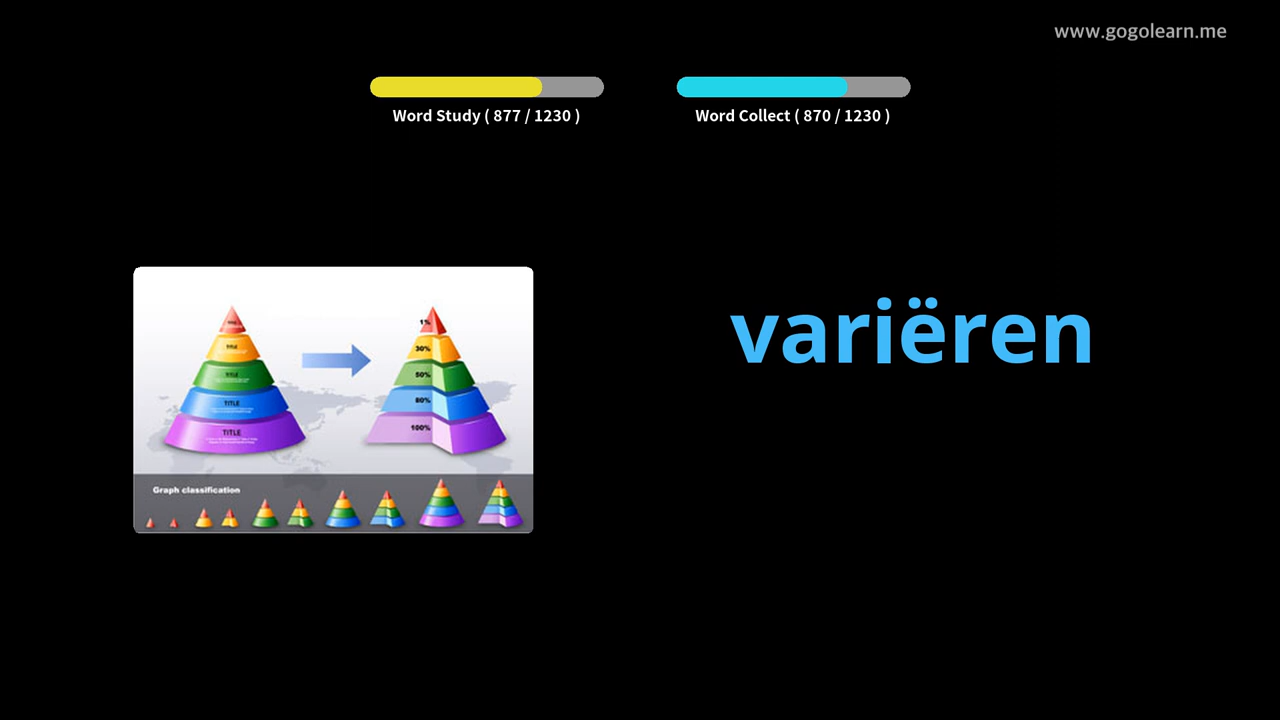 www.gogolearn.me
Word Study ( 877 / 1230 )
Word Collect ( 870 / 1230 )
variëren
1%
TITLE
30%
TITLE
50%
TITLE
80%
TITLE
100%
Graph classification